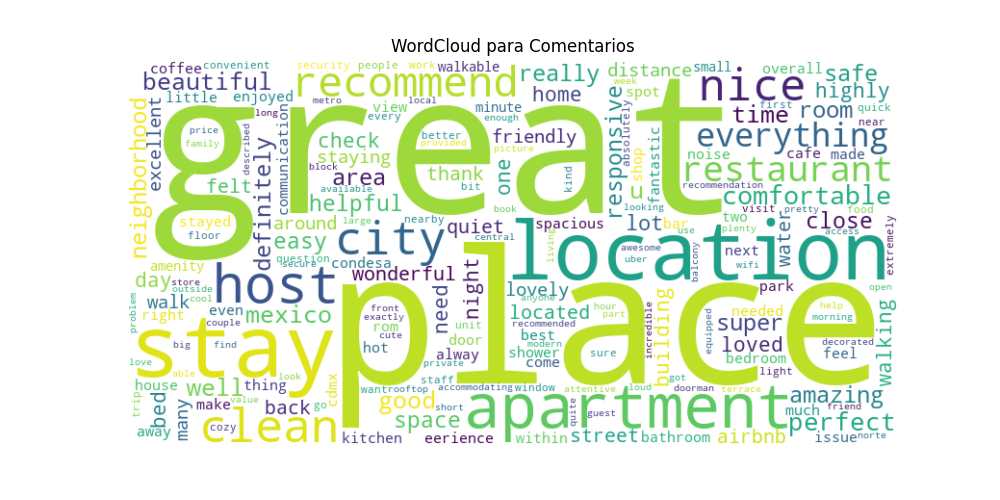 WordCloud para Comentarios
coffee convenient security people work walkable really distance small overall safe
beautiful recommend nice highly
little enjoyed view minute home spot week time first room quick
neighborhood excellent great metro local every enough responsive absolutely everything near
price long check better provided friendly noise cafe made
family described communication staying picture one shop fantastic restaurant
block area thank kind u recommendation
felt definitely available helpful bit looking comfortable
stayed around large nearby book spacious lot bar two visit pretty food close
floor easy city quiet central location use plenty water access extremely
question condesa living awesome next
amenity secure wonderful night uber balcony wifi park
day store host need lovely anyone hour building incredible needed open
problem outside right mexico front unit located part help
walk cool even exactly rom place recommended super equipped morning walking
stay couple cute door best loved decorated
big find hot alway modern shower sure bedroom feel
love able look private come light
house well thing cdmx wantrooftop staff accommodating window attentive cloud got doorman terrace amazing
trip bed many make value back go good short apartment quite guest much friend perfect
away cozy clean space
kitchen eerience within street bathroom airbnb issue norte